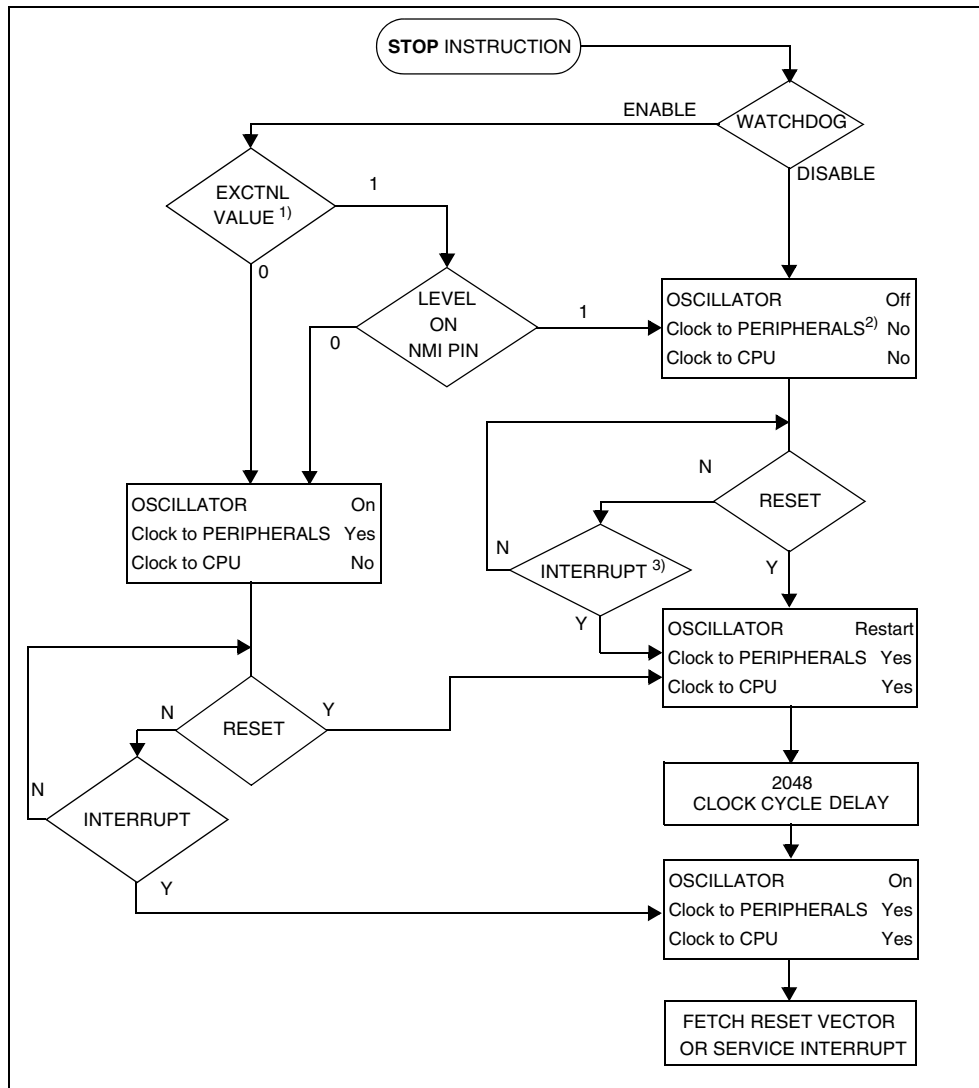 STOP INSTRUCTION
ENABLE
WATCHDOG
DISABLE
EXCTNL
VALUE 1)
1
0
LEVEL
ON
NMI PIN
1
0
OSCILLATOR Off
Clock to PERIPHERALS2) No
Clock to CPU No
N
RESET
Y
N
INTERRUPT 3)
Y
OSCILLATOR On
Clock to PERIPHERALS Yes
Clock to CPU No
OSCILLATOR Restart
Clock to PERIPHERALS Yes
Clock to CPU Yes
N
RESET
Y
N
INTERRUPT
Y
2048
CLOCK CYCLE DELAY
OSCILLATOR On
Clock to PERIPHERALS Yes
Clock to CPU Yes
FETCH RESET VECTOR
OR SERVICE INTERRUPT